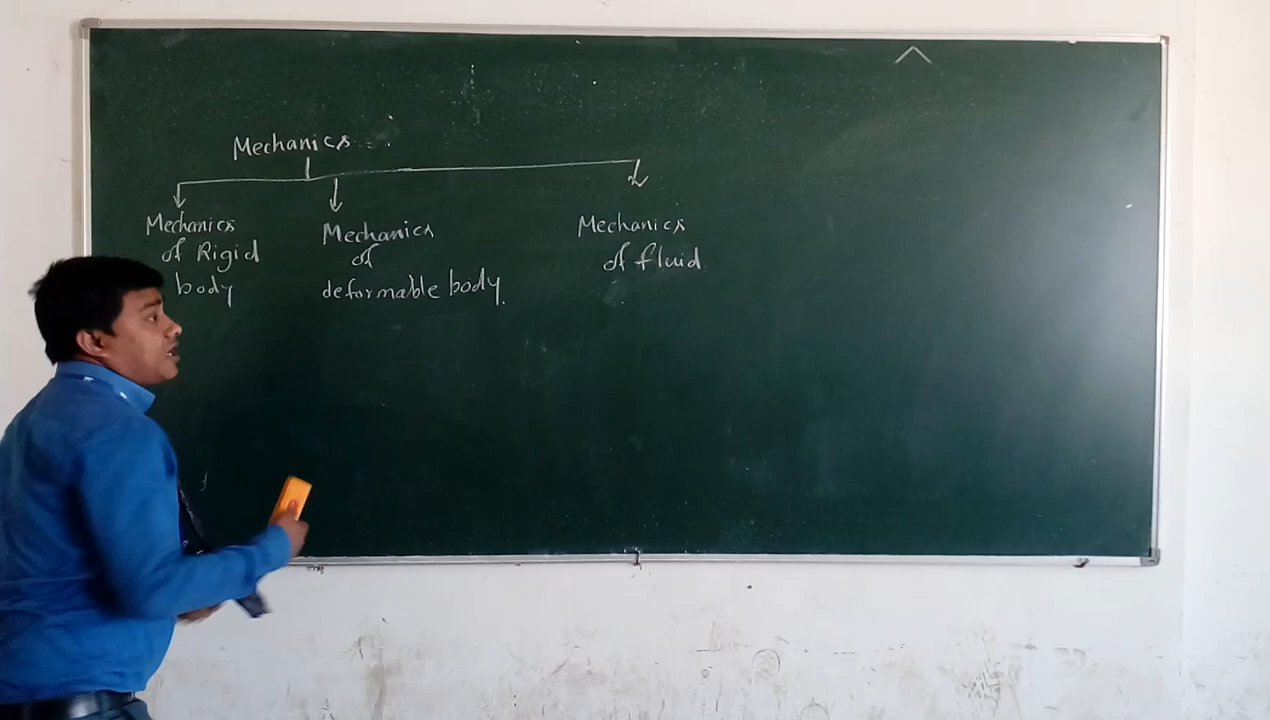 Mechanics
Mechanics
of Rigid
body
Mechanics
of
deformable body.
Mechanics
of fluid